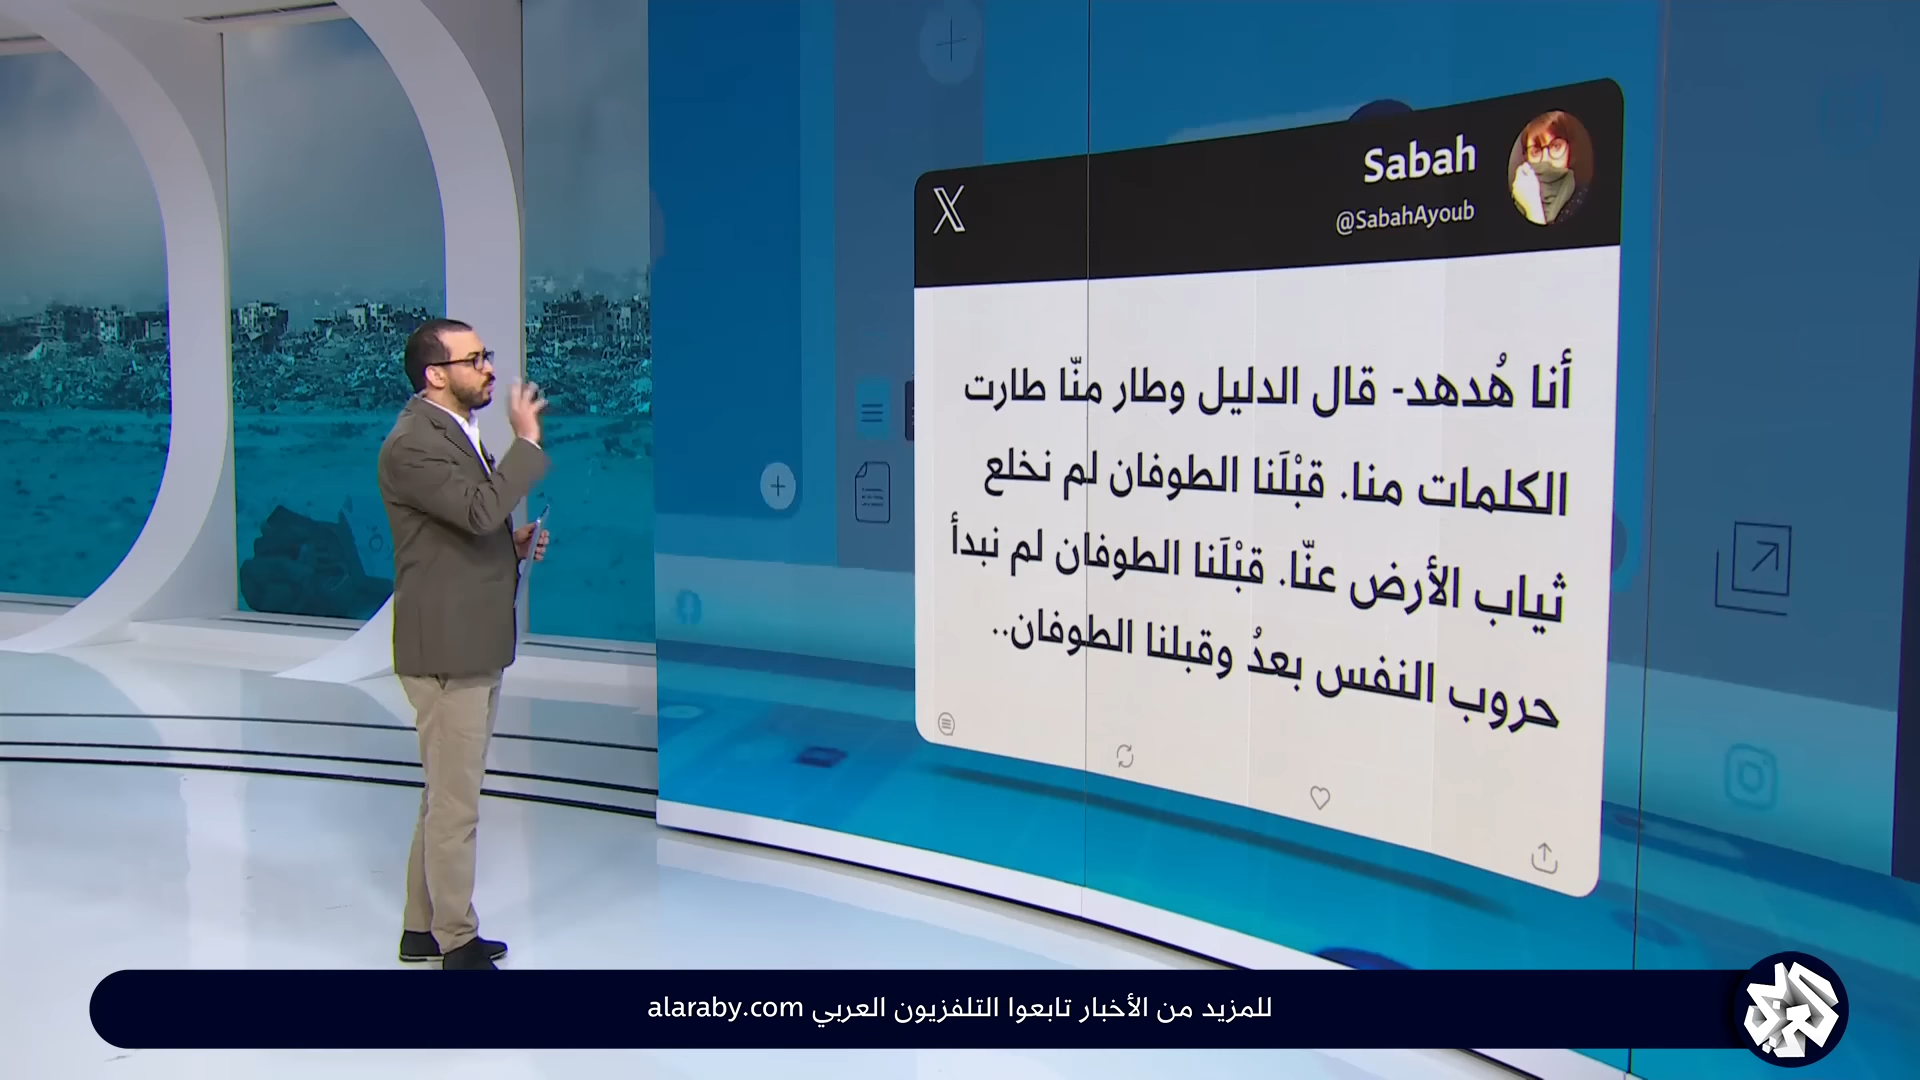 Sabah
@SabahAyoub
أنا هُدهد- قال الدليل وطار منّا طارت
الكلمات منا. قبْلَنا الطوفان لم نخلع
ثياب الأرض عنّا. قبْلَنا الطوفان لم نبدأ
حروب النفس بعدُ وقبلنا الطوفان..
للمزيد من الأخبار تابعوا التلفزيون العربي alaraby.com
العربي